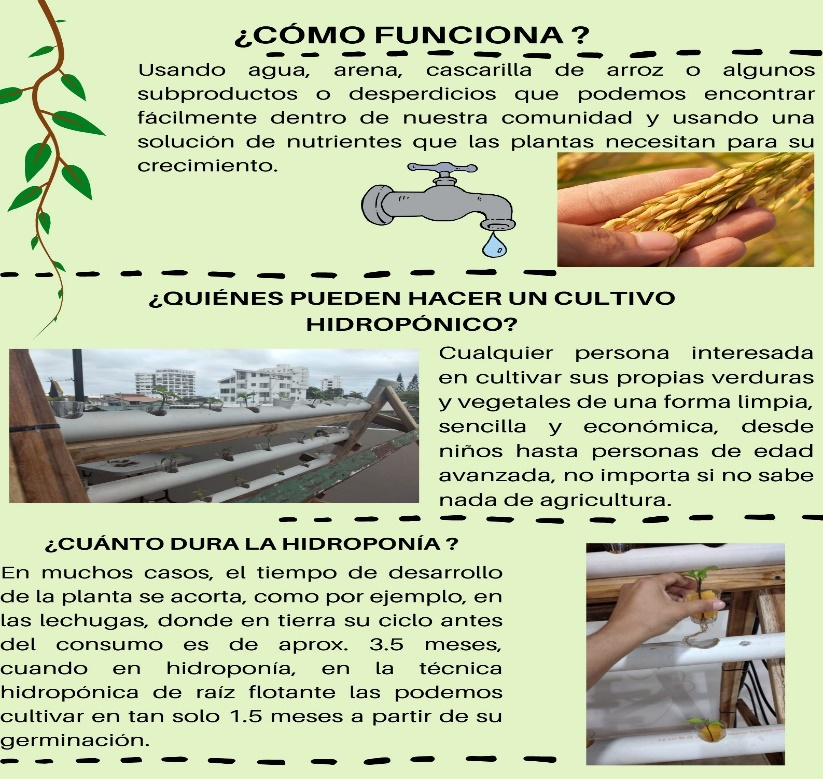 ¿CÓMO FUNCIONA ?
Usando agua, arena, cascarilla de arroz o algunos
subproductos o desperdicios que podemos encontrar
fácilmente dentro de nuestra comunidad y usando una
solución de nutrientes que las plantas necesitan para su
crecimiento.
¿QUIÉNES PUEDEN HACER UN CULTIVO
HIDROPÓNICO?
Cualquier persona interesada
en cultivar sus propias verduras
y vegetales de una forma limpia,
sencilla y económica, desde
niños hasta personas de edad
avanzada, no importa si no sabe
nada de agricultura.
¿CUÁNTO DURA LA HIDROPONÍA ?
En muchos casos, el tiempo de desarrollo
de la planta se acorta, como por ejemplo, en
las lechugas, donde en tierra su ciclo antes
del consumo es de aprox. 3.5 meses,
cuando en hidroponía, en la técnica
hidropónica de raíz flotante las podemos
cultivar en tan solo 1.5 meses a partir de su
germinación.